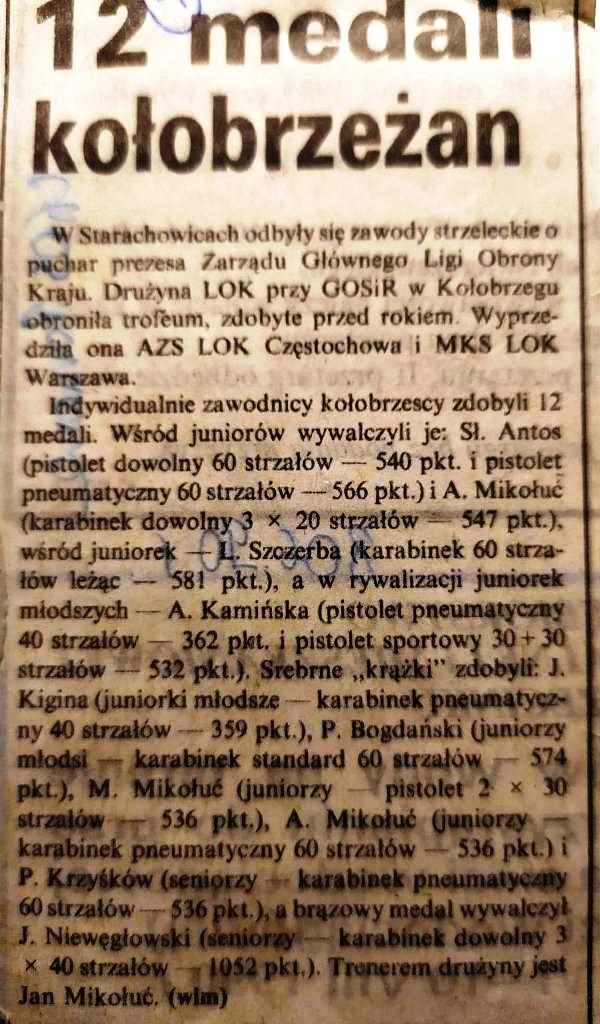 12 medali
kołobrzeżan
W Starachowicach odbyły się zawody strzeleckie o
puchar prezesa Zarządu Głównego Ligi Obrony
Kraju. Drużyna LOK przy GOSiR w Kołobrzegu
obroniła trofeum, zdobyte przed rokiem. Wyprze-
dziła ona AZS LOK Częstochowa i MKS LOK
Warszawa.
Indywidualnie zawodnicy kołobrzescy zdobyli 12
medali. Wśród juniorów wywalczyli je: Sł. Antos
(pistolet dowolny 60 strzałów — 540 pkt. i pistolet
pneumatyczny 60 strzałów — 566 pkt.) i A. Mikołuć
(karabinek dowolny 3 × 20 strzałów — 547 pkt.),
wśród juniorek — L. Szczerba (karabinek 60 strza-
łów leżąc — 581 pkt.), a w rywalizacji juniorek
młodszych — A. Kamińska (pistolet pneumatyczny
40 strzałów — 362 pkt. i pistolet sportowy 30 + 30
strzałów — 532 pkt.). Srebrne „krążki" zdobyli: J.
Kigina (juniorki młodsze — karabinek pneumatycz-
ny 40 strzałów — 359 pkt.), P. Bogdański (juniorzy
młodsi — karabinek standard 60 strzałów — 574
pkt.), M. Mikołuć (juniorzy — pistolet 2 × 30
strzałów — 536 pkt.), A. Mikołuć (juniorzy —
karabinek pneumatyczny 60 strzałów — 536 pkt.) i
P. Krzyśków (seniorzy — karabinek pneumatyczny
60 strzałów — 536 pkt.), a brązowy medal wywalczył
J. Niewęgłowski (seniorzy — karabinek dowolny 3
× 40 strzałów — 1052 pkt.). Trenerem drużyny jest
Jan Mikołuć. (wim)